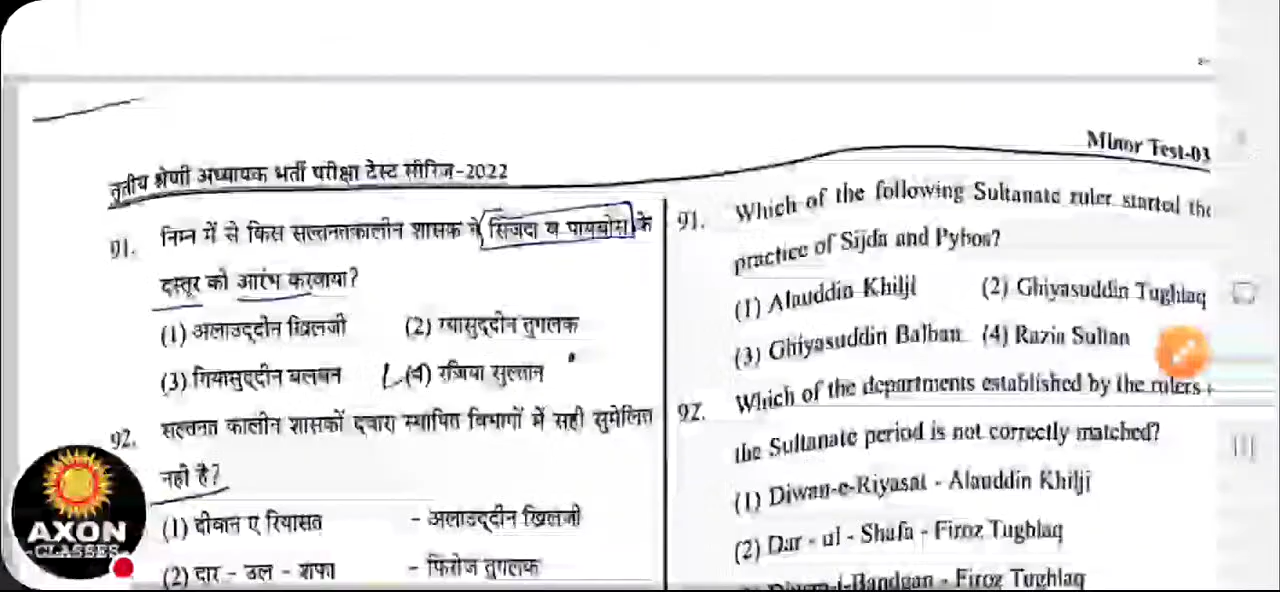 Minor Test-03
तृतीय श्रेणी अध्यापक भर्ती परीक्षा टेस्ट सीरिज-2022
91. निम्न में से किस सल्तनतकालीन शासक ने सिजदा व पायबोस के
दस्तूर को आरंभ करवाया?
(1) अलाउद्दीन खिलजी (2) ग्यासुद्दीन तुगलक
(3) गियासुद्दीन बलबन (4) रजिया सुल्तान
92. सल्तनत कालीन शासकों द्वारा स्थापित विभागों में सही सुमेलित
नही है?
(1) दीवान ए रियासत - अलाउद्दीन खिलजी
(2) दार - उल - शफा - फिरोज तुगलक
91. Which of the following Sultanate ruler started the
practice of Sijda and Pybos?
(1) Alauddin Khilji (2) Ghiyasuddin Tughlaq
(3) Ghiyasuddin Balban (4) Razia Sultan
92. Which of the departments established by the rulers
the Sultanate period is not correctly matched?
(1) Diwan-e-Riyasat - Alauddin Khilji
(2) Dar - ul - Shafa - Firoz Tughlaq
Diwan-i-Bandgan - Firoz Tughlaq
AXON
CLASSES